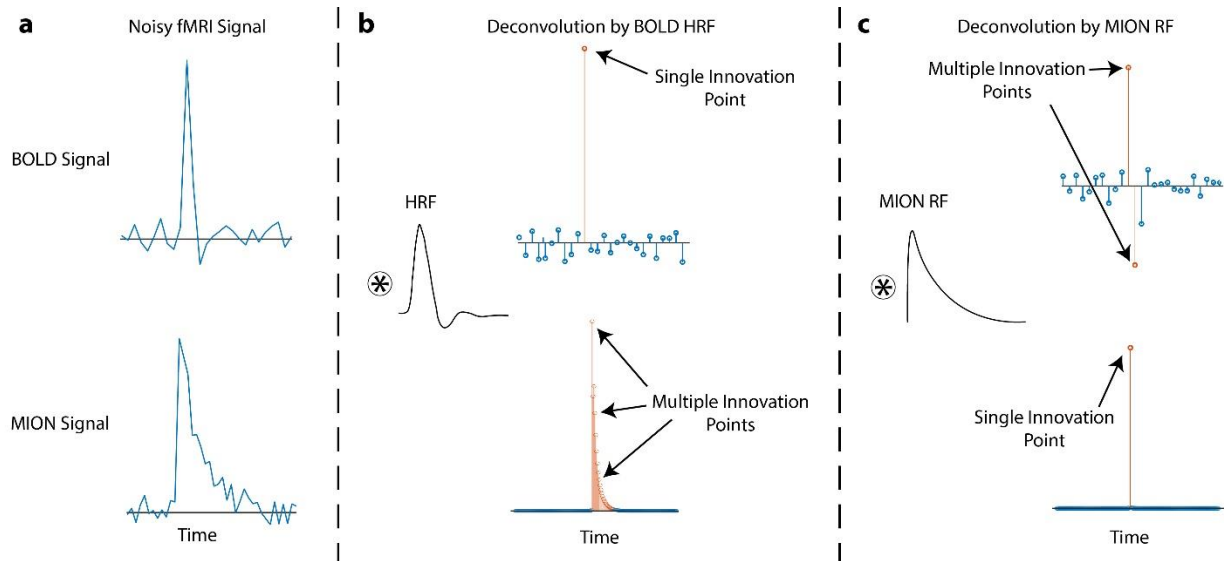 a
Noisy fMRI Signal
BOLD Signal
MION Signal
Time
b
Deconvolution by BOLD HRF
Single Innovation
Point
HRF
Multiple Innovation
Points
Time
c
Deconvolution by MION RF
Multiple Innovation
Points
MION RF
Single Innovation
Point
Time